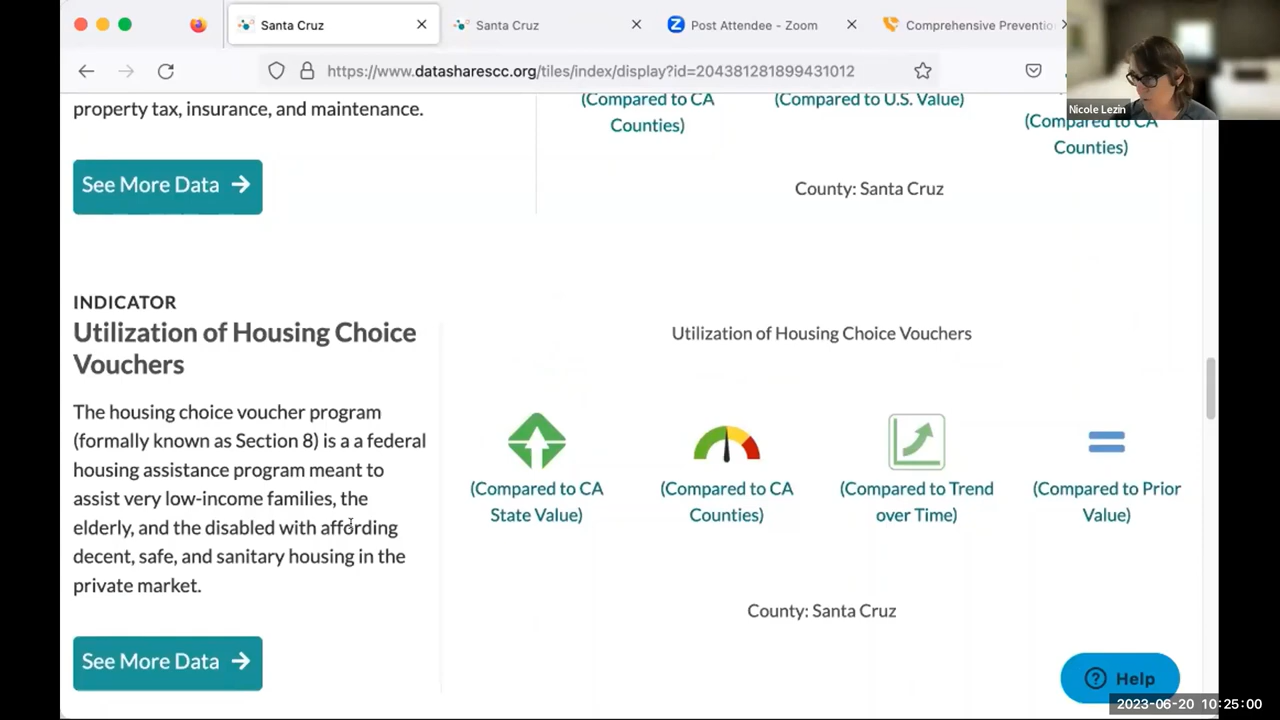 Santa Cruz
Santa Cruz
Post Attendee - Zoom
Comprehensive Preventio
https://www.datasharescc.org/tiles/index/display?id=204381281899431012
Nicole Lezin
property tax, insurance, and maintenance.
(Compared to CA
Counties)
(Compared to U.S. Value)
(Compared to CA
Counties)
See More Data
County: Santa Cruz
INDICATOR
Utilization of Housing Choice
Vouchers
The housing choice voucher program
(formally known as Section 8) is a a federal
housing assistance program meant to
assist very low-income families, the
elderly, and the disabled with affording
decent, safe, and sanitary housing in the
private market.
See More Data
Utilization of Housing Choice Vouchers
(Compared to CA
State Value)
(Compared to CA
Counties)
(Compared to Trend
over Time)
(Compared to Prior
Value)
County: Santa Cruz
Help
2023-06-20 10:25:00